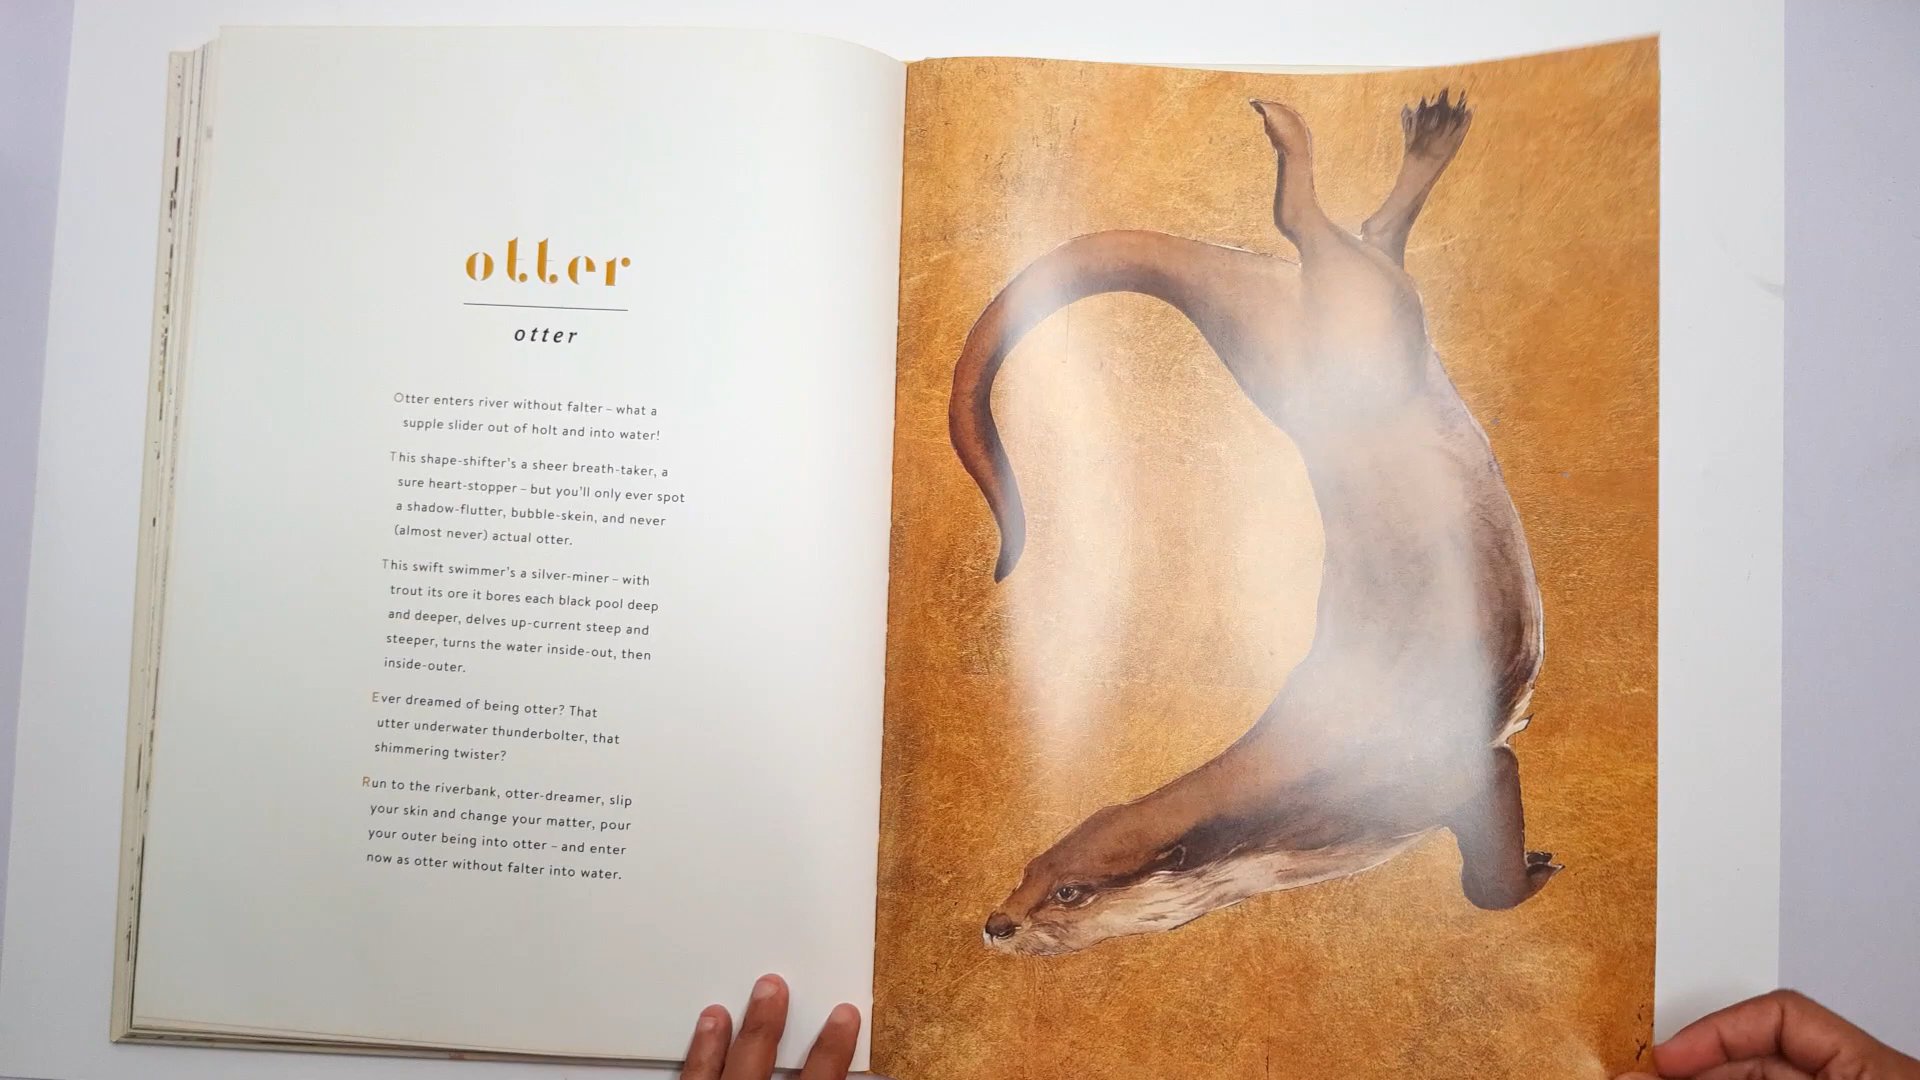 otter
otter
Otter enters river without falter – what a
supple slider out of holt and into water!
This shape-shifter's a sheer breath-taker, a
sure heart-stopper – but you'll only ever spot
a shadow-flutter, bubble-skein, and never
(almost never) actual otter.
This swift swimmer's a silver-miner – with
trout its ore it bores each black pool deep
and deeper, delves up-current steep and
steeper, turns the water inside-out, then
inside-outer.
Ever dreamed of being otter? That
utter underwater thunderbolter, that
shimmering twister?
Run to the riverbank, otter-dreamer, slip
your skin and change your matter, pour
your outer being into otter – and enter
now as otter without falter into water.